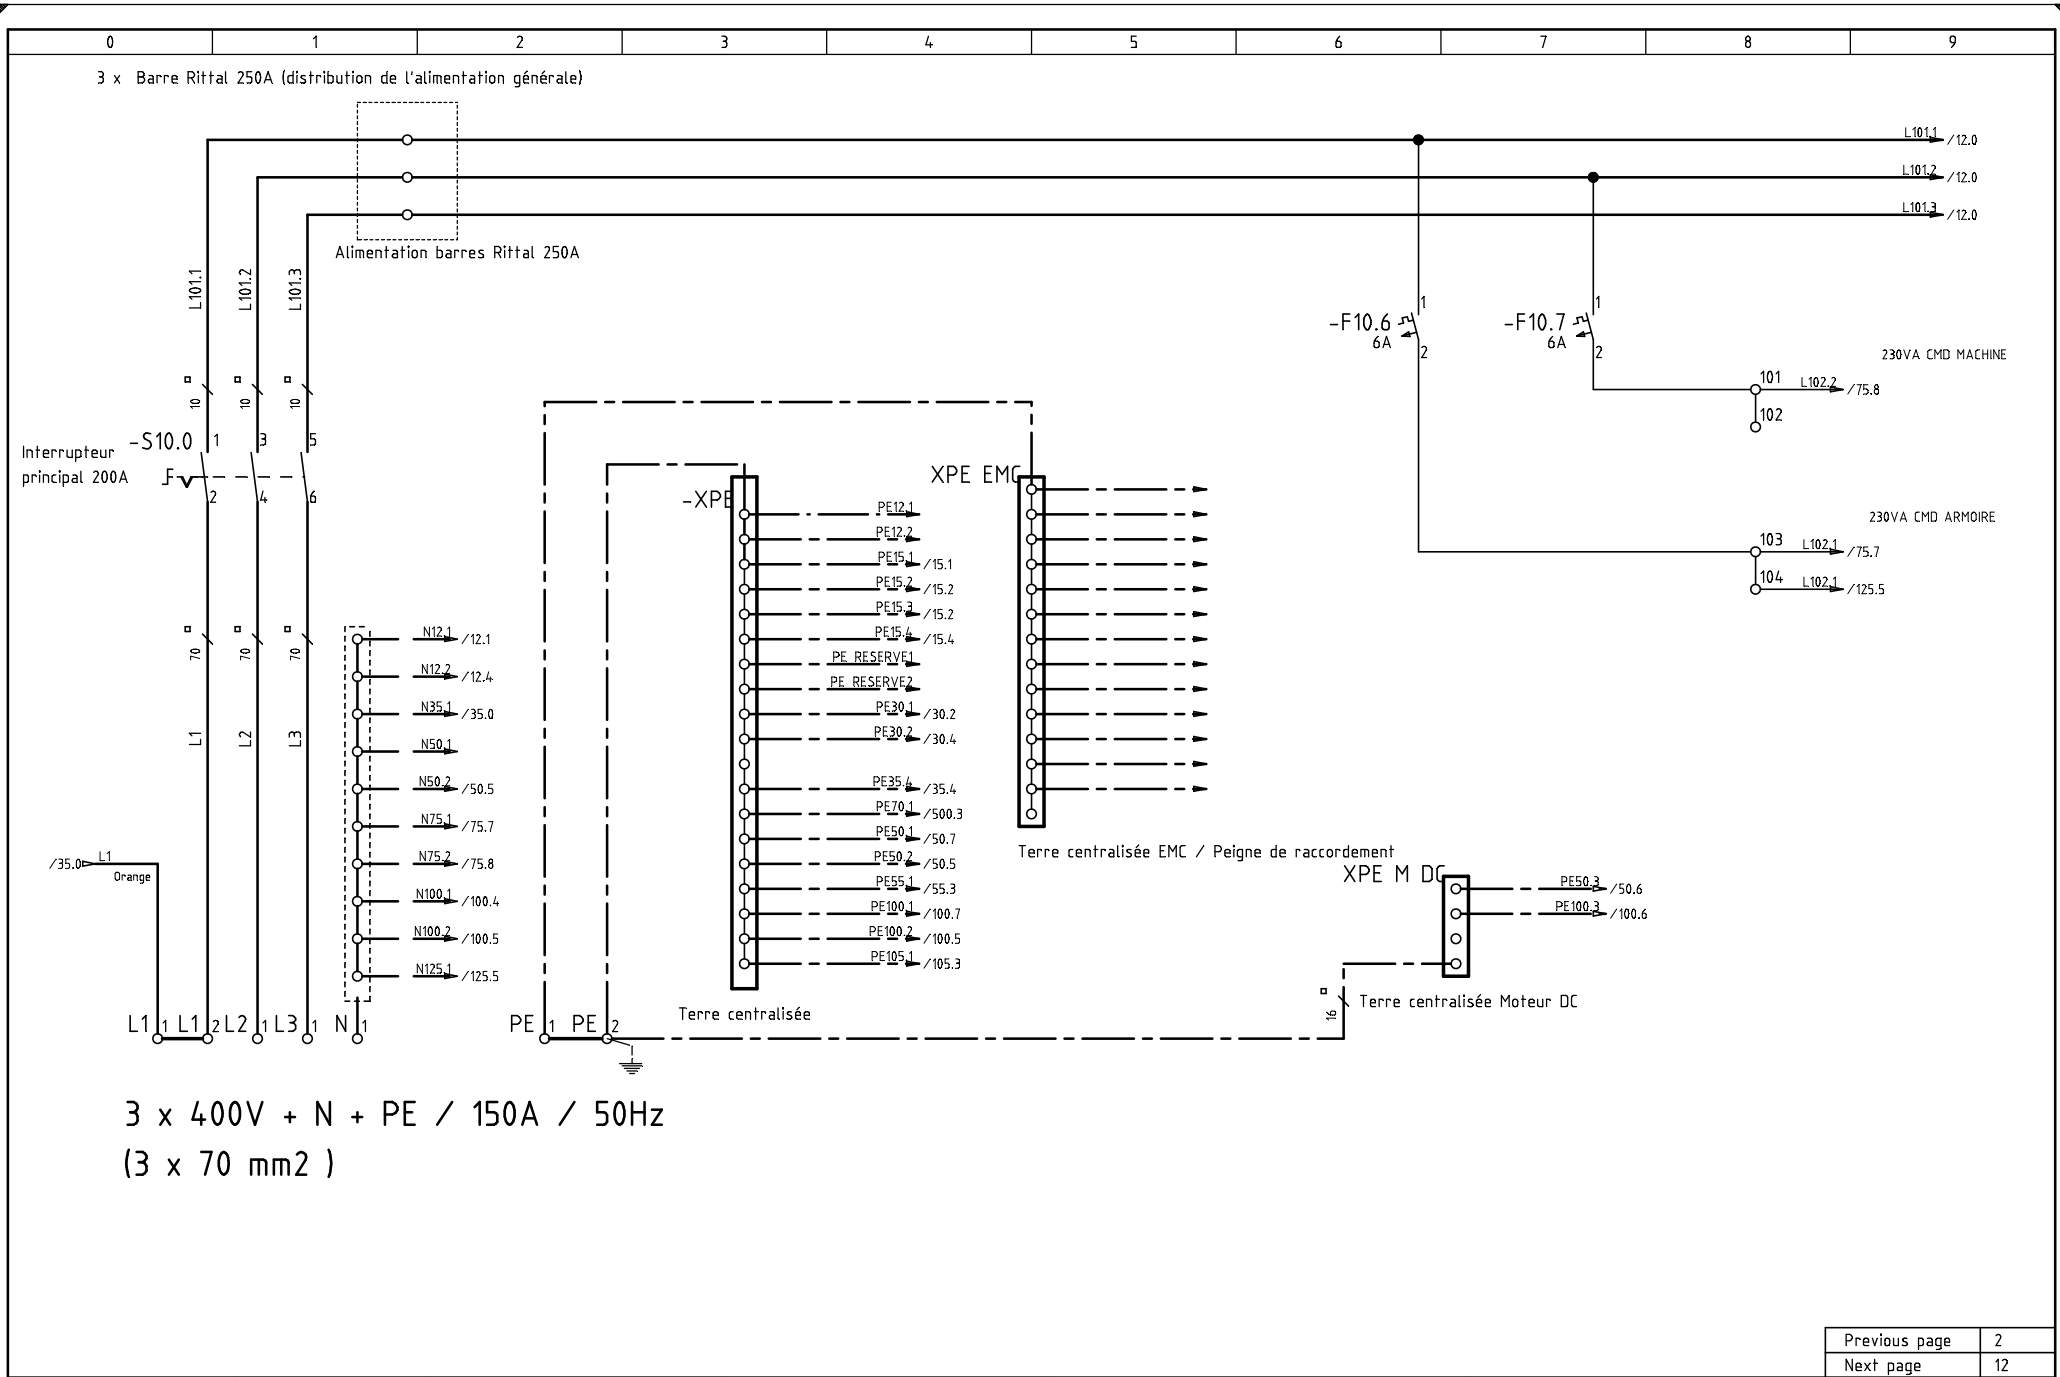 0 1 2 3 4 5 6 7 8 9
3 x Barre Rittal 250A (distribution de l'alimentation générale)
L101.1 /12.0
L101.2 /12.0
L101.3 /12.0
Alimentation barres Rittal 250A
L101.1 L101.2 L101.3
-F10.6
6A
1
2
-F10.7
6A
1
2
230VA CMD MACHINE
101 L102.2 /75.8
102
10 10 10
-S10.0 1 3 5
Interrupteur
principal 200A
2 4 6
XPE EMC
-XPE
PE12.1
PE12.2
PE15.1 /15.1
PE15.2 /15.2
PE15.3 /15.2
PE15.4 /15.4
PE RESERVE1
PE RESERVE2
PE30.1 /30.2
PE30.2 /30.4
PE35.4 /35.4
PE70.1 /500.3
PE50.1 /50.7
PE50.2 /50.5
PE55.1 /55.3
PE100.1 /100.7
PE100.2 /100.5
PE105.1 /105.3
Terre centralisée
230VA CMD ARMOIRE
103 L102.1 /75.7
104 L102.1 /125.5
70 70 70
L1 L2 L3
N12.1 /12.1
N12.2 /12.4
N35.1 /35.0
N50.1
N50.2 /50.5
N75.1 /75.7
N75.2 /75.8
N100.1 /100.4
N100.2 /100.5
N125.1 /125.5
/35.0 L1
Orange
Terre centralisée EMC / Peigne de raccordement
XPE M DC
PE50.3 /50.6
PE100.3 /100.6
16
Terre centralisée Moteur DC
L1 1 L1 2 L2 1 L3 1 N 1 PE 1 PE 2
3 x 400V + N + PE / 150A / 50Hz
(3 x 70 mm2 )
Previous page 2
Next page 12